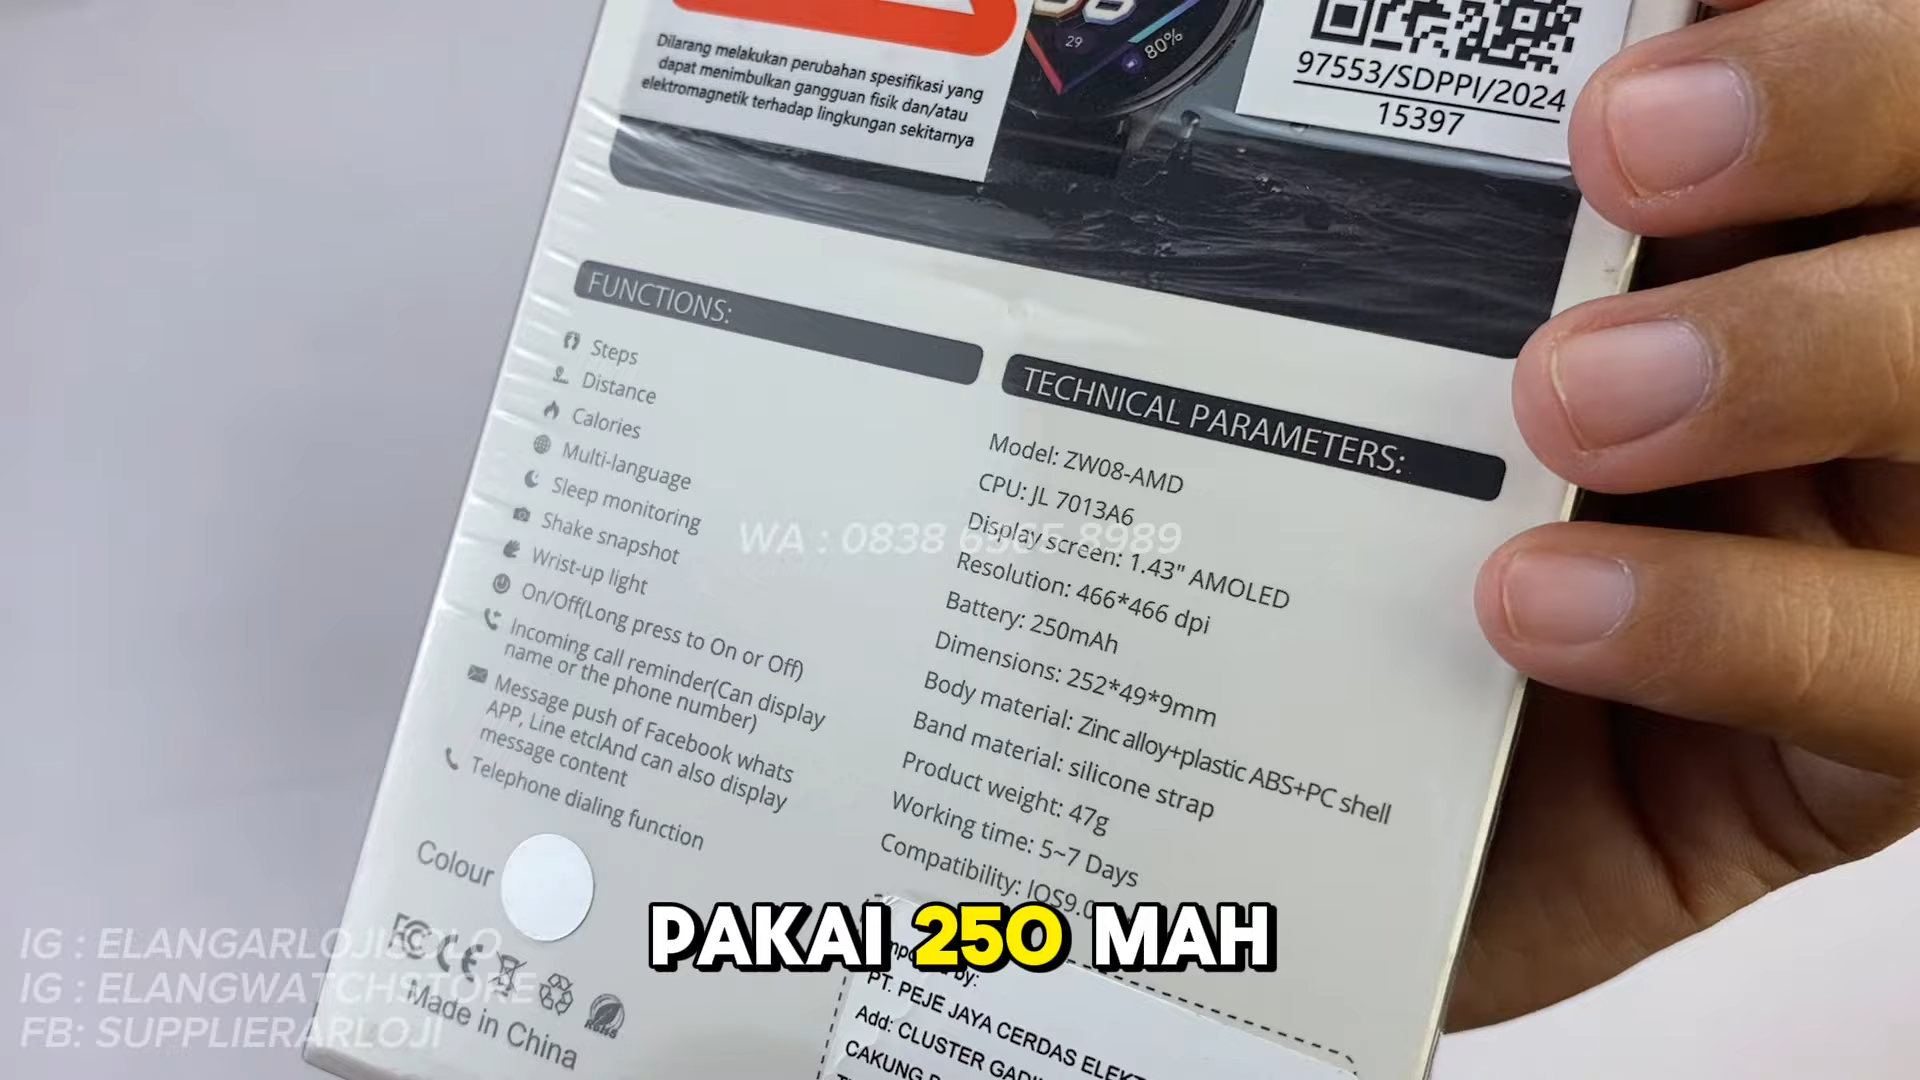 Dilarang melakukan perubahan spesifikasi yang
dapat menimbulkan gangguan fisik dan/atau
elektromagnetik terhadap lingkungan sekitarnya
29
80%
97553/SDPPI/2024
15397
FUNCTIONS:
Steps
Distance
Calories
Multi-language
Sleep monitoring
Shake snapshot
Wrist-up light
On/Off(Long press to On or Off)
Incoming call reminder(Can display
name or the phone number)
Message push of Facebook whats
APP, Line etclAnd can also display
message content
Telephone dialing function
Colour
Made in China
TECHNICAL PARAMETERS:
Model: ZW08-AMD
CPU: JL 7013A6
Display screen: 1.43" AMOLED
Resolution: 466*466 dpi
Battery: 250mAh
Dimensions: 252*49*9mm
Body material: Zinc alloy+plastic ABS+PC shell
Band material: silicone strap
Product weight: 47g
Working time: 5~7 Days
Compatibility: IOS9.0
by:
PT. PEJE JAYA CERDAS
Add: CLUSTER
CAKUNG
WA : 0838 6565 8989
PAKAI 250 MAH
IG : ELANGARLOJISOLO
IG : ELANGWATCHSTORE
FB: SUPPLIERARLOJI